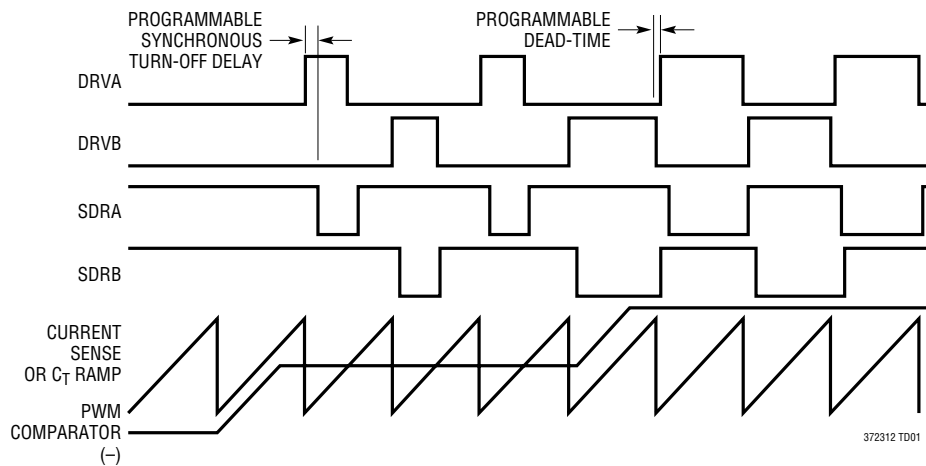 PROGRAMMABLE
SYNCHRONOUS
TURN-OFF DELAY
PROGRAMMABLE
DEAD-TIME
DRVA
DRVB
SDRA
SDRB
CURRENT
SENSE
OR CT RAMP
PWM
COMPARATOR
(–)
372312 TD01